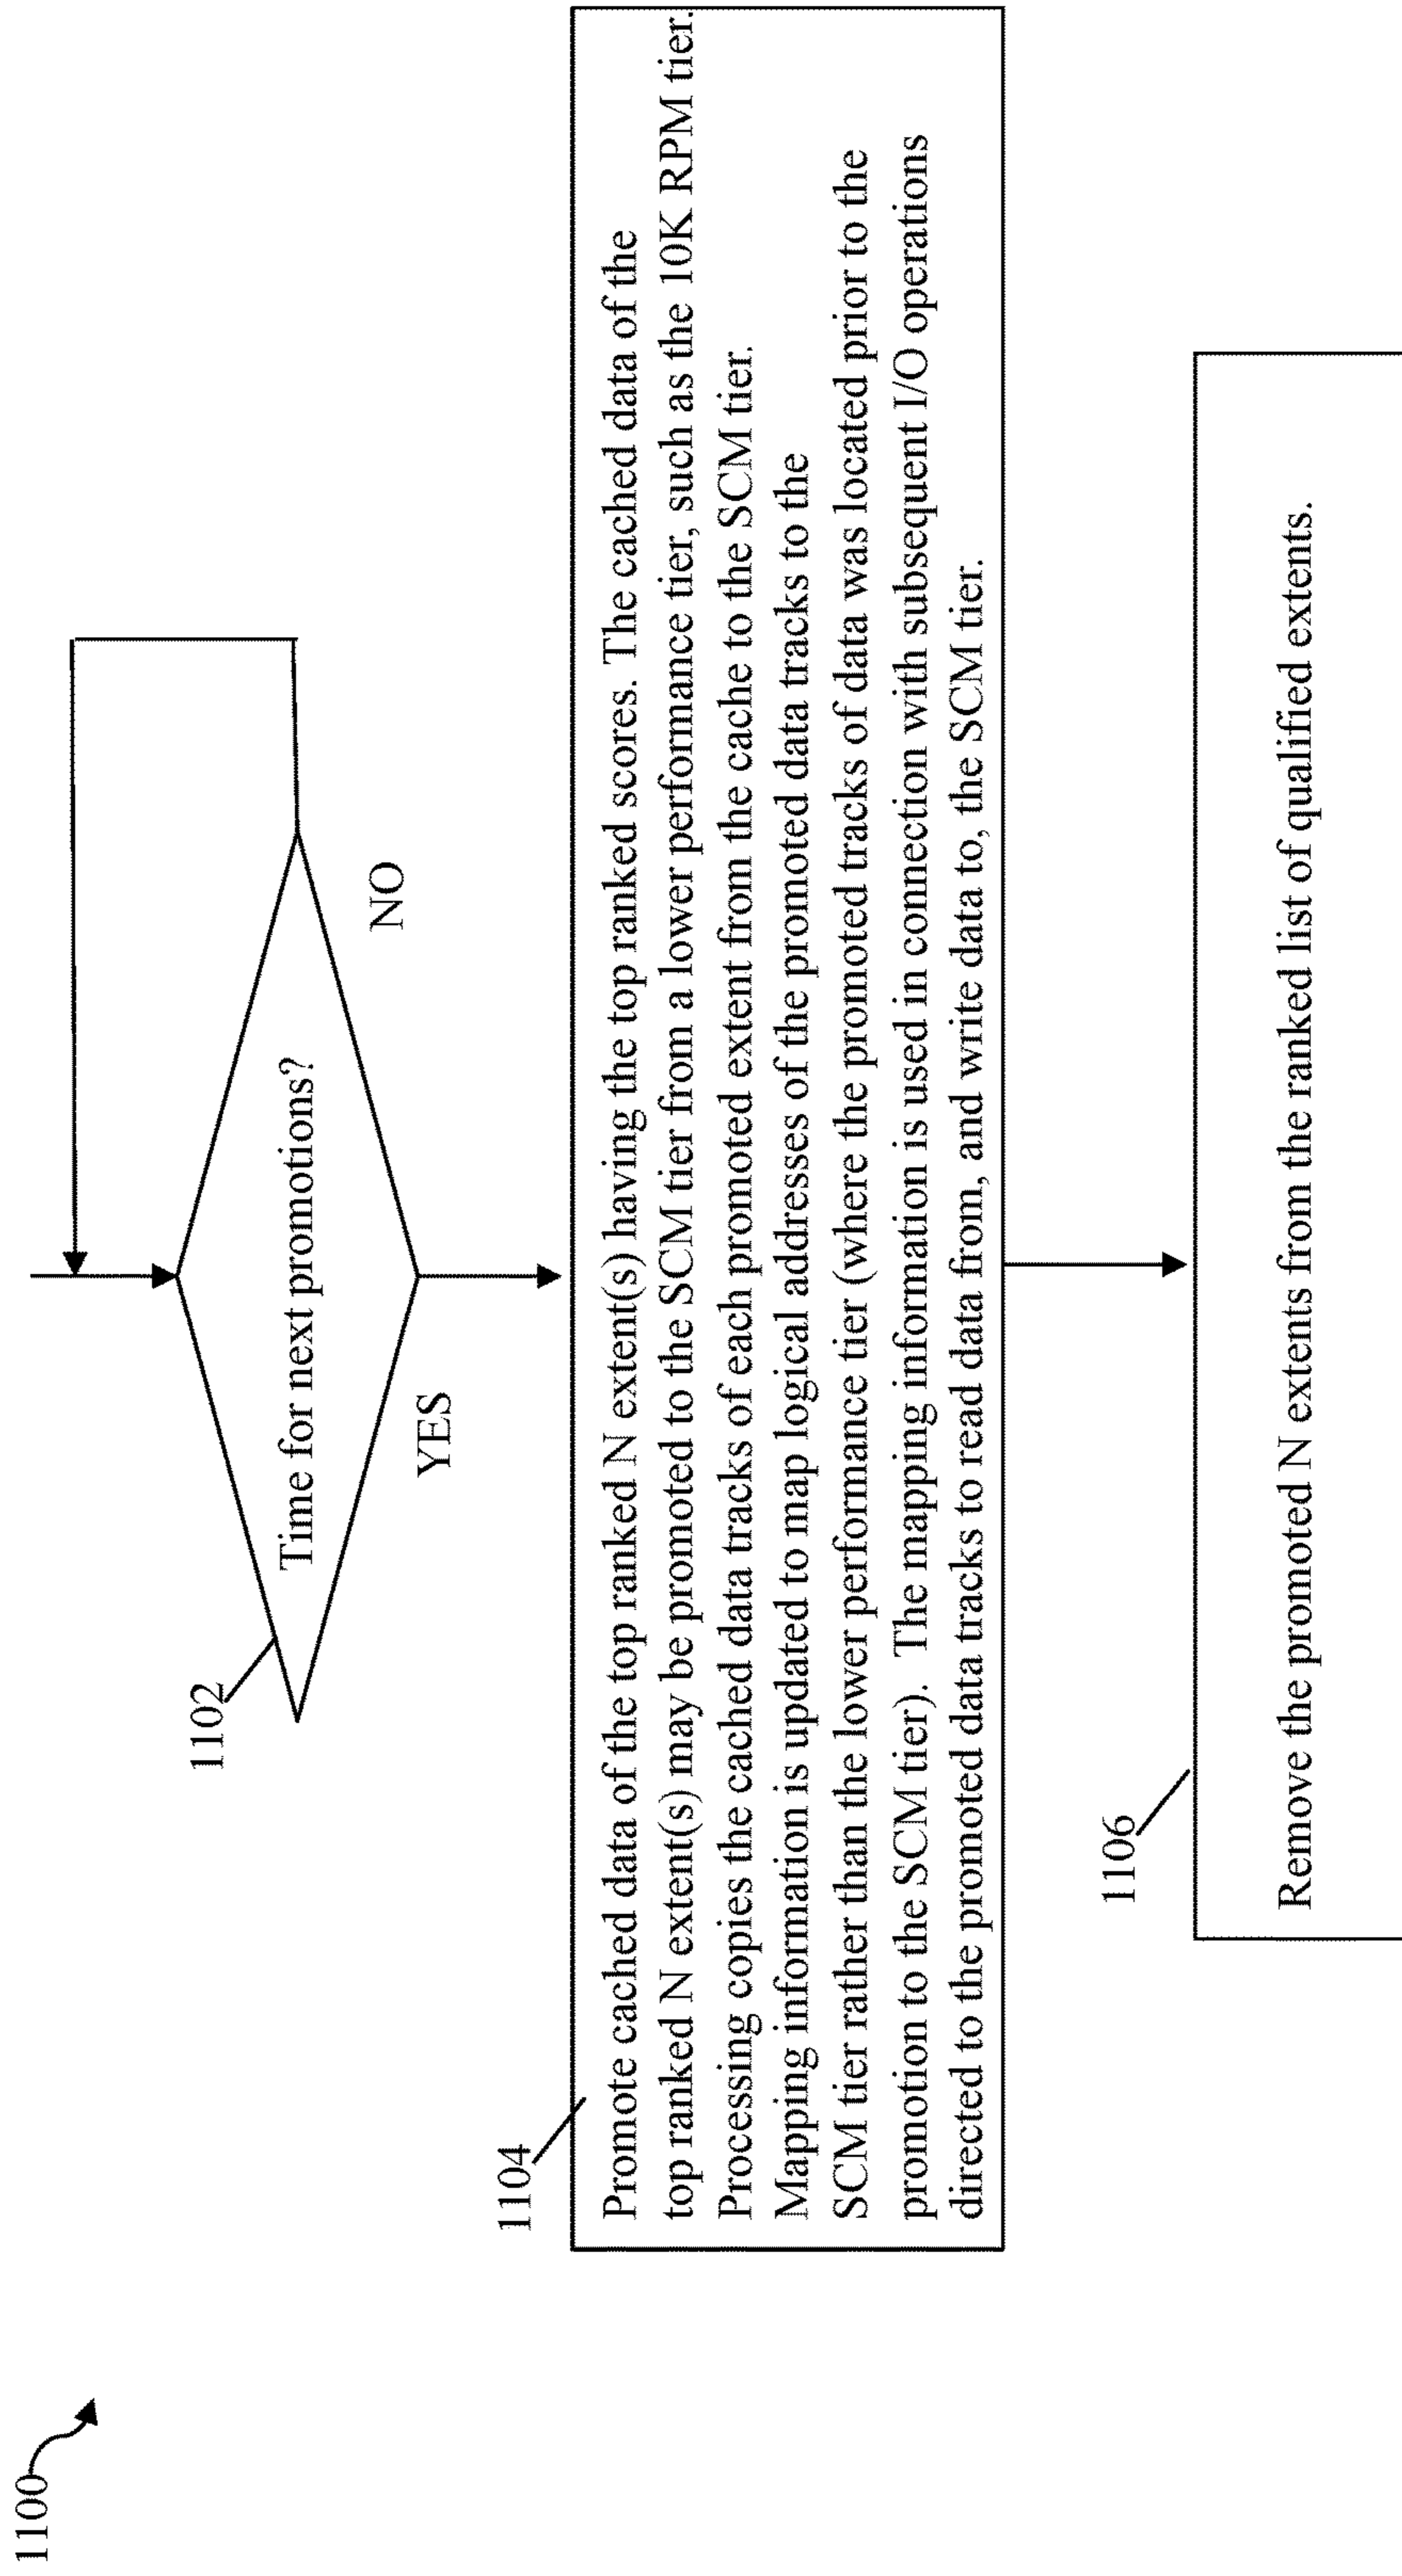 1100
1102
Time for next promotions?
NO
YES
1104
Promote cached data of the top ranked N extent(s) having the top ranked scores. The cached data of the
top ranked N extent(s) may be promoted to the SCM tier from a lower performance tier, such as the 10K RPM tier.
Processing copies the cached data tracks of each promoted extent from the cache to the SCM tier.
Mapping information is updated to map logical addresses of the promoted data tracks to the
SCM tier rather than the lower performance tier (where the promoted tracks of data was located prior to the
promotion to the SCM tier). The mapping information is used in connection with subsequent I/O operations
directed to the promoted data tracks to read data from, and write data to, the SCM tier.
1106
Remove the promoted N extents from the ranked list of qualified extents.